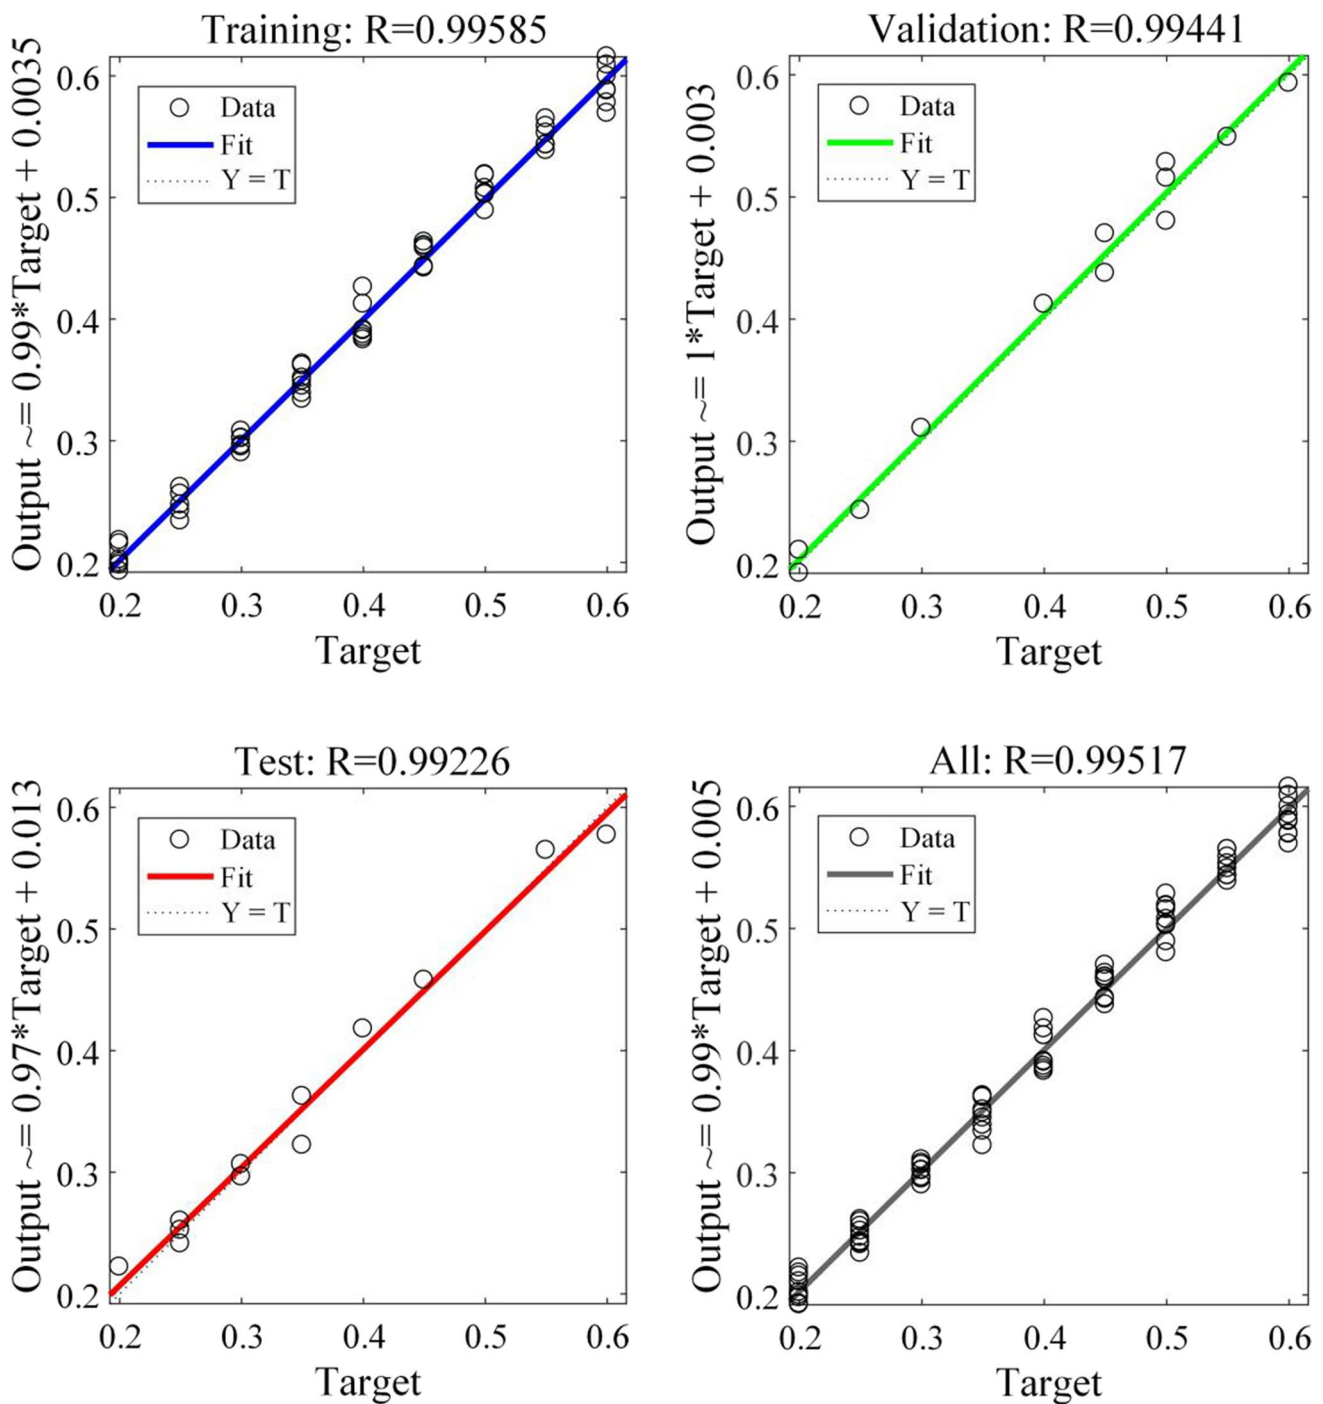 Training: R=0.99585
Output ~= 0.99*Target + 0.0035
0.6
0.5
0.4
0.3
0.2
Data
Fit
Y = T
0.2 0.3 0.4 0.5 0.6
Target
Validation: R=0.99441
Output ~= 1*Target + 0.003
0.6
0.5
0.4
0.3
0.2
Data
Fit
Y = T
0.2 0.3 0.4 0.5 0.6
Target
Test: R=0.99226
Output ~= 0.97*Target + 0.013
0.6
0.5
0.4
0.3
0.2
Data
Fit
Y = T
0.2 0.3 0.4 0.5 0.6
Target
All: R=0.99517
Output ~= 0.99*Target + 0.005
0.6
0.5
0.4
0.3
0.2
Data
Fit
Y = T
0.2 0.3 0.4 0.5 0.6
Target